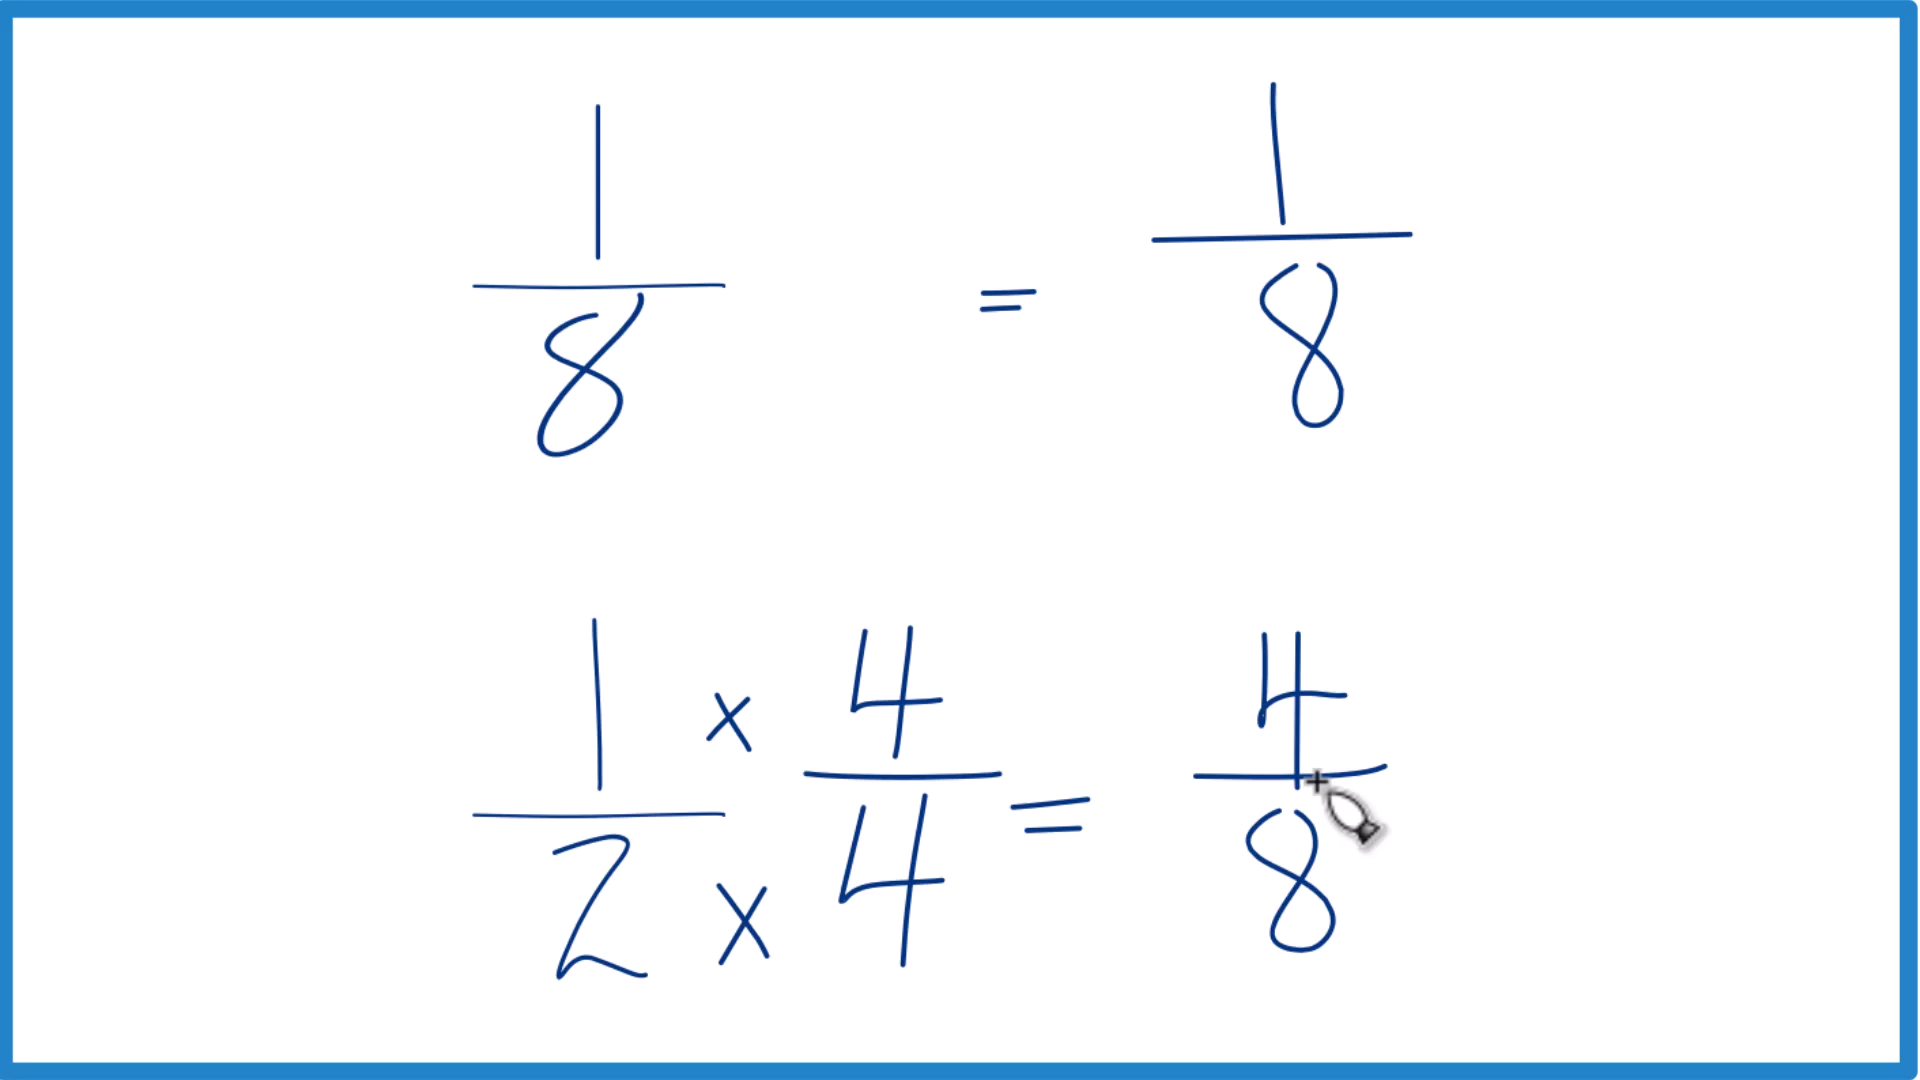 1/8 = 1/8
1/2 × 4/4 = 4/8